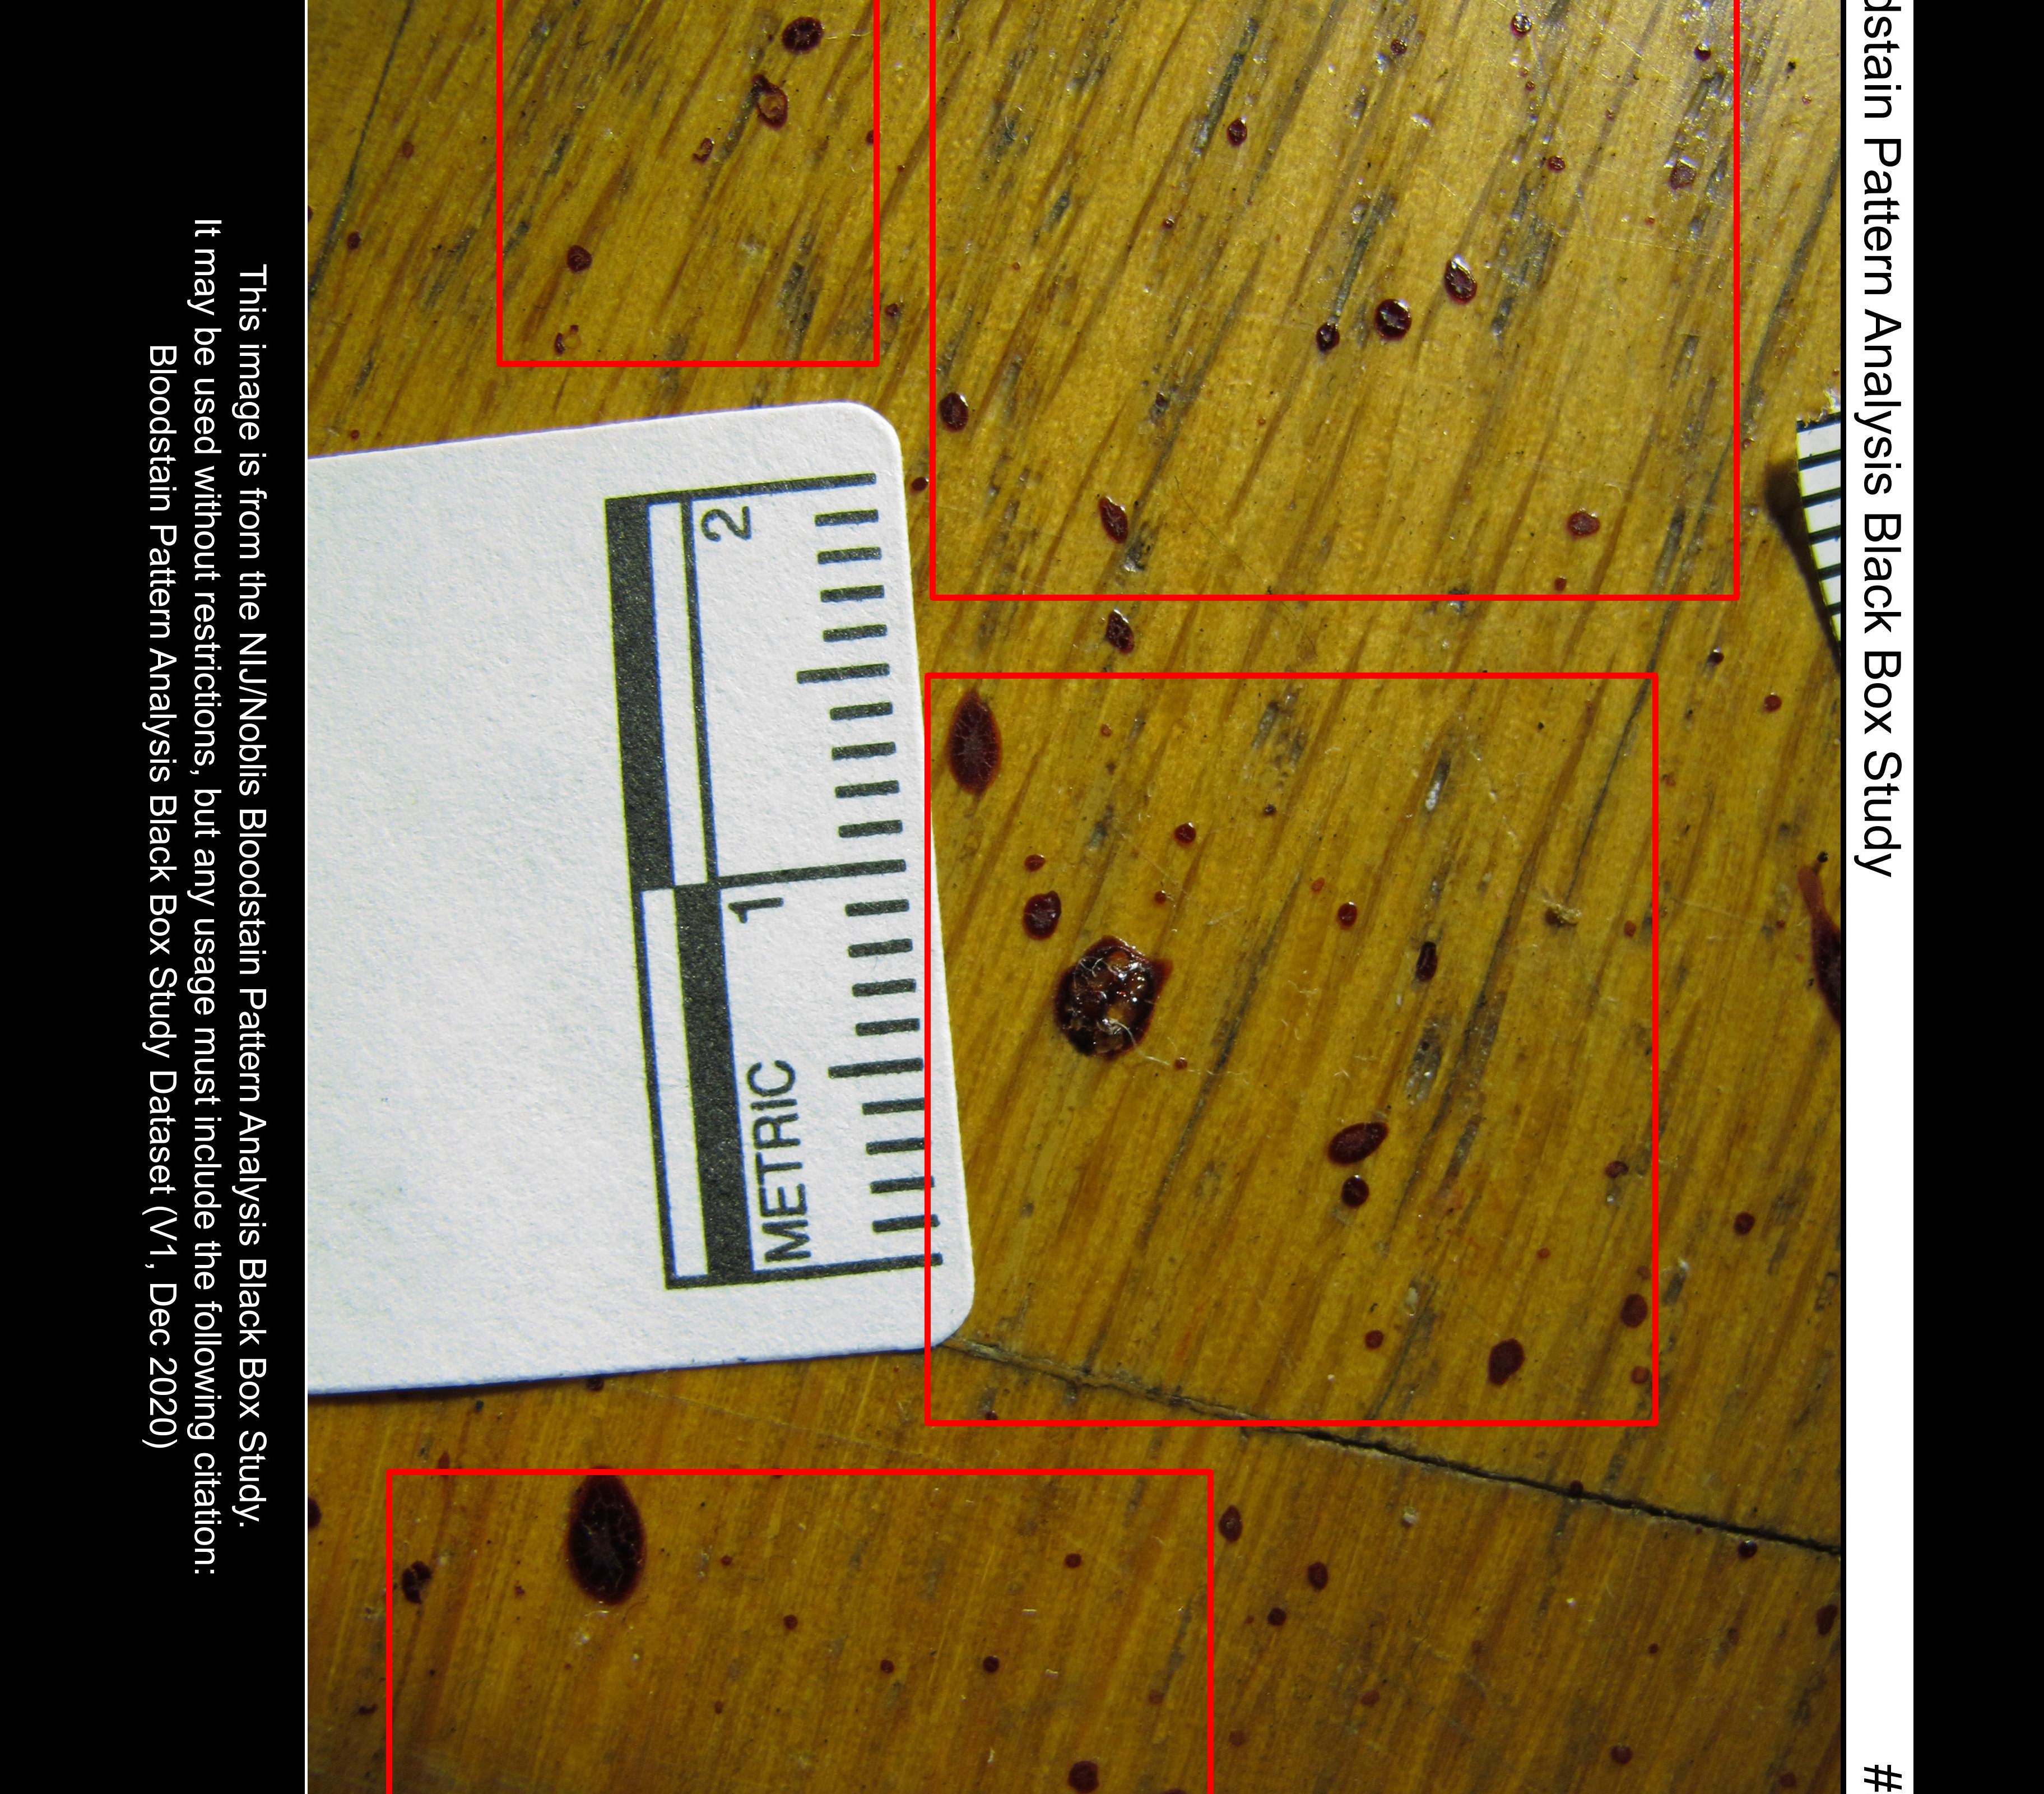 dstain Pattern Analysis Black Box Study
#
2
1
METRIC
This image is from the NIJ/Noblis Bloodstain Pattern Analysis Black Box Study.
It may be used without restrictions, but any usage must include the following citation:
Bloodstain Pattern Analysis Black Box Study Dataset (V1, Dec 2020)